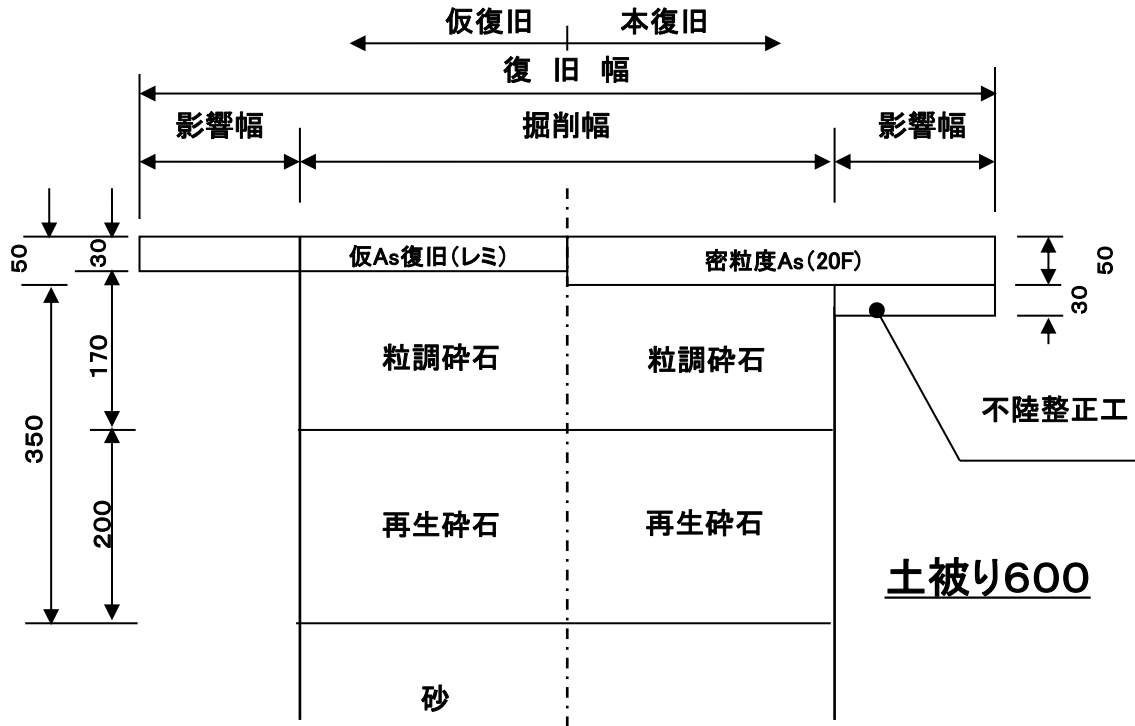 仮復旧 本復旧
復 旧 幅
影響幅 掘削幅 影響幅
50 30 仮As復旧(レミ) 密粒度As(20F) 50
30
170 粒調砕石 粒調砕石
不陸整正工
350
200 再生砕石 再生砕石
土被り600
砂